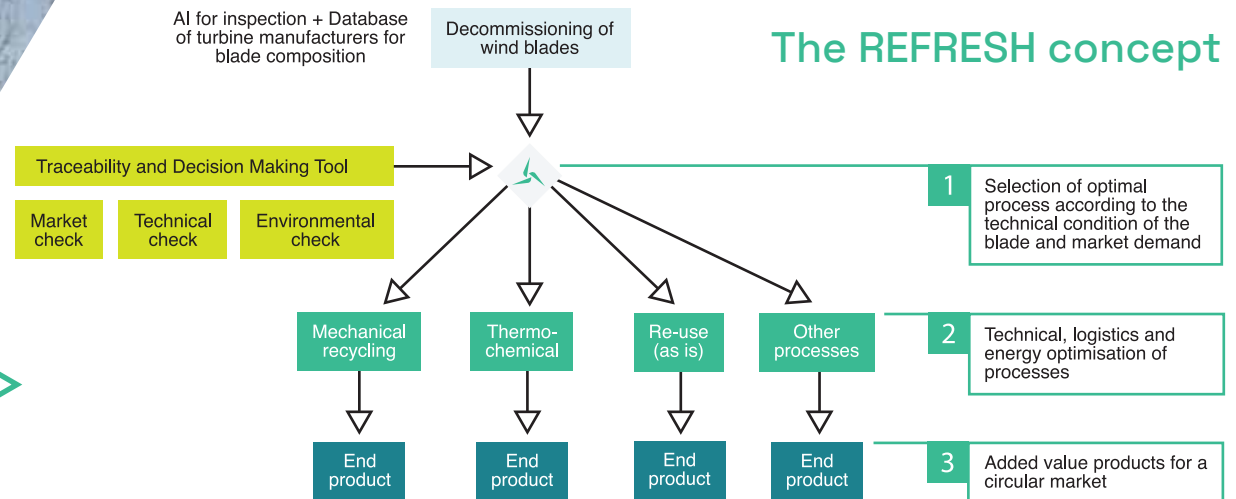 AI for inspection + Database
of turbine manufacturers for
blade composition
Decommissioning of
wind blades
The REFRESH concept
Traceability and Decision Making Tool
Market
check
Technical
check
Environmental
check
1
Selection of optimal
process according to the
technical condition of the
blade and market demand
Mechanical
recycling
Thermo-
chemical
Re-use
(as is)
Other
processes
2
Technical, logistics and
energy optimisation of
processes
End
product
End
product
End
product
End
product
3
Added value products for a
circular market